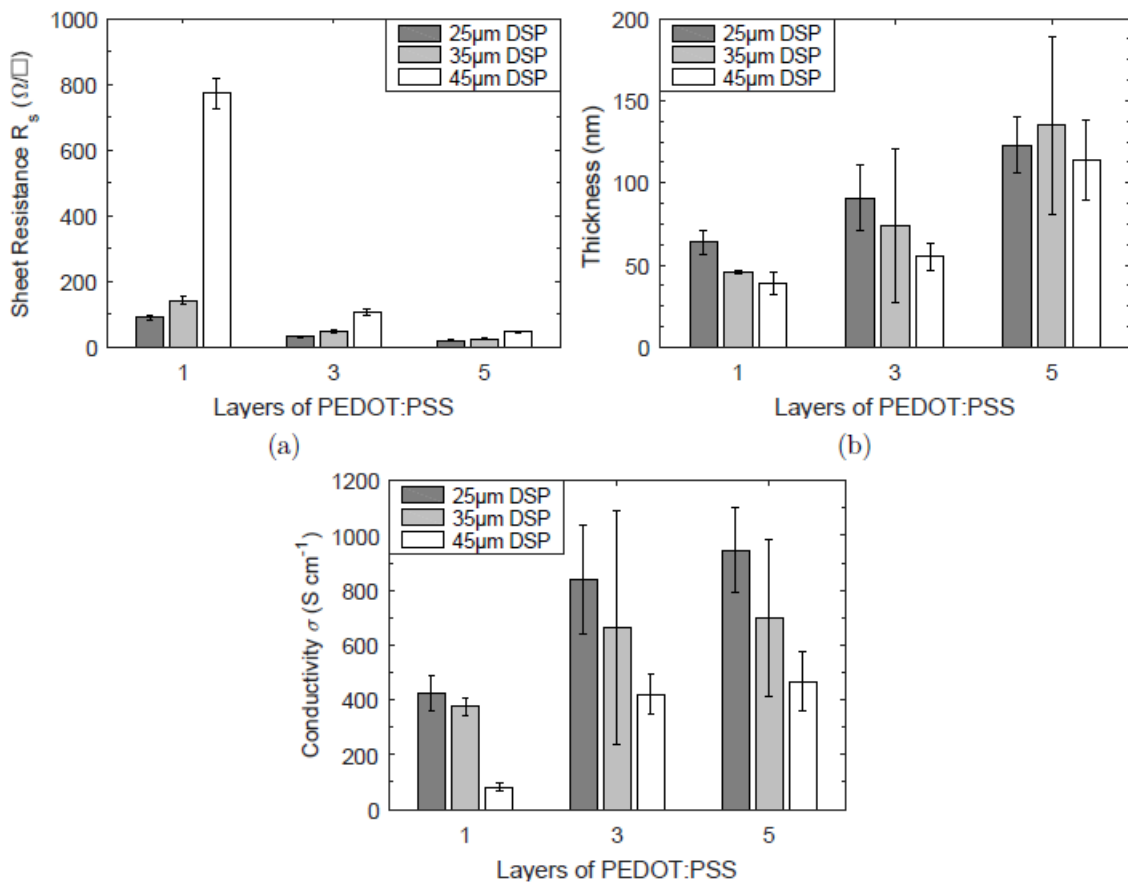 1000
800
600
400
200
0
Sheet Resistance R_s (Ω/□)
25µm DSP
35µm DSP
45µm DSP
1 3 5
Layers of PEDOT:PSS
(a)
200
150
100
50
0
Thickness (nm)
25µm DSP
35µm DSP
45µm DSP
1 3 5
Layers of PEDOT:PSS
(b)
1200
1000
800
600
400
200
0
Conductivity σ (S cm⁻¹)
25µm DSP
35µm DSP
45µm DSP
1 3 5
Layers of PEDOT:PSS